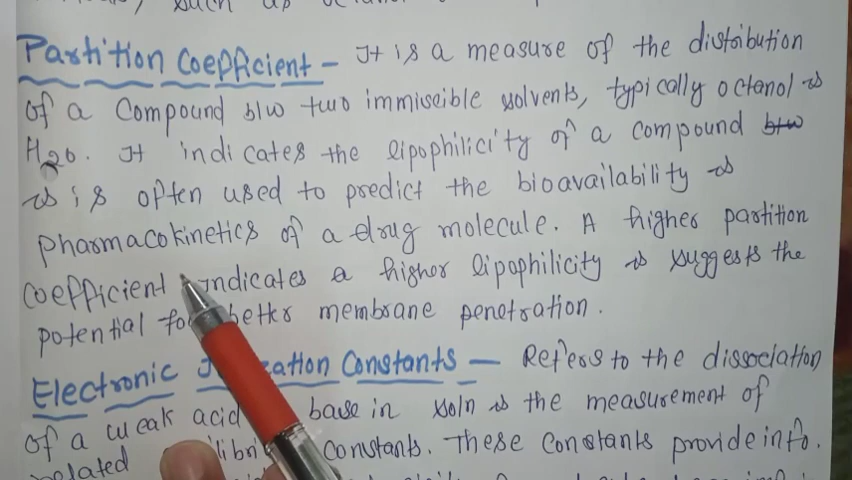 such as
Partition Coefficient - It is a measure of the distribution
of a compound b/w two immiscible solvents, typically octanol &
H2O. It indicates the lipophilicity of a compound
& is often used to predict the bioavailability &
pharmacokinetics of a drug molecule. A higher partition
coefficient indicates a higher lipophilicity & suggests the
potential for better membrane penetration.
Electronic Constants - Refers to the dissociation
of a weak acid base in soln & the measurement of
related constants. These constants provide info.